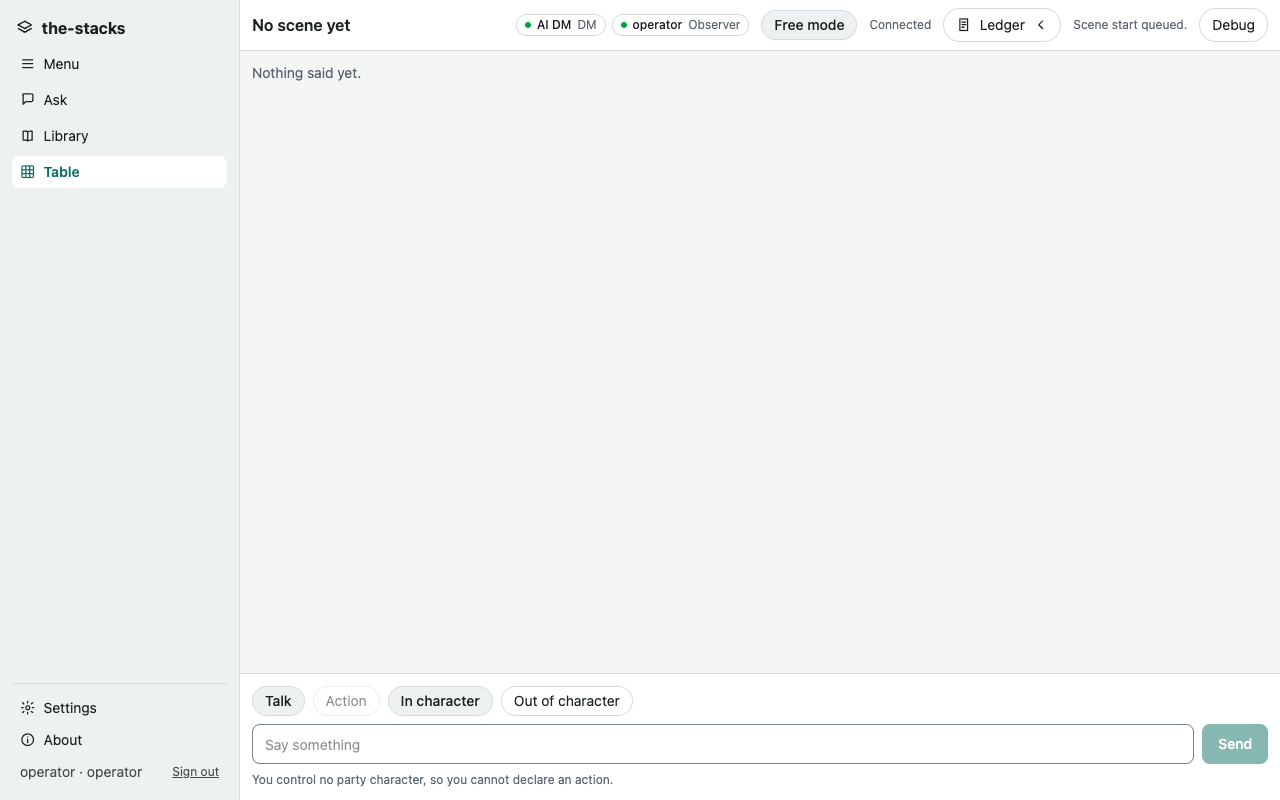 the-stacks
Menu
Ask
Library
Table
Settings
About
operator · operator Sign out
No scene yet
AI DM DM
operator Observer
Free mode
Connected
Ledger
Scene start queued.
Debug
Nothing said yet.
Talk
Action
In character
Out of character
Say something
Send
You control no party character, so you cannot declare an action.